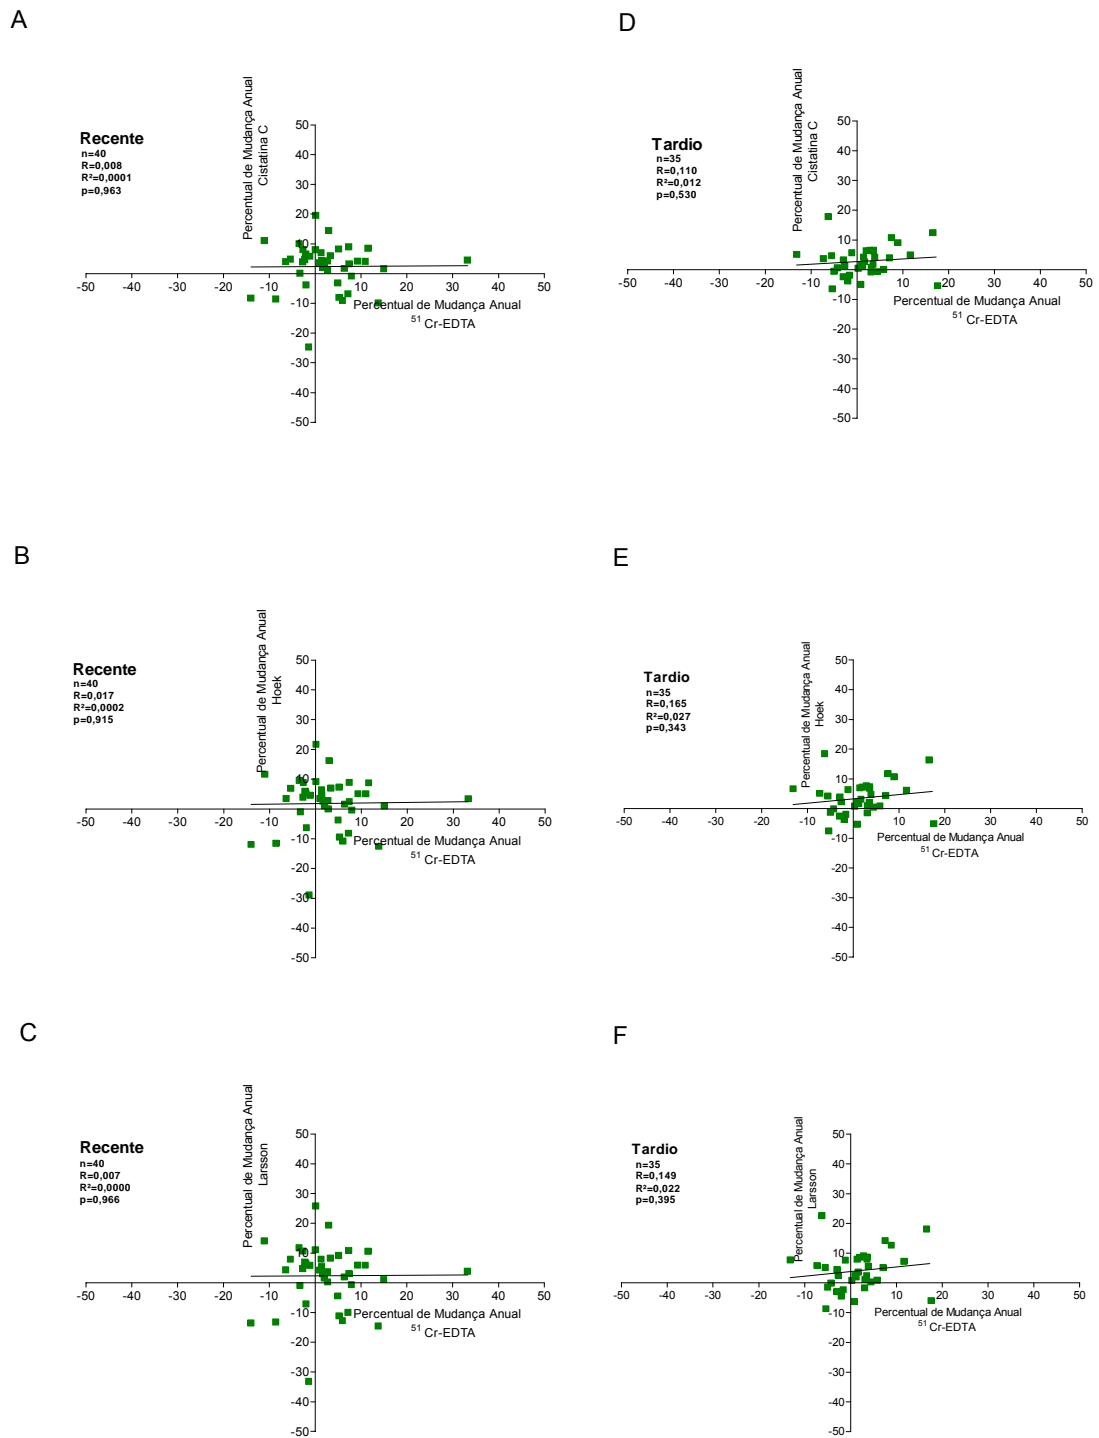 A
Percentual de Mudança Anual
Cistatina C
Recente
n=40
R=0,008
R²=0,0001
p=0,963
50
40
30
20
10
-10
-20
-30
-40
-50
-50 -40 -30 -20 -10 0 10 20 30 40 50
Percentual de Mudança Anual
51 Cr-EDTA
D
Percentual de Mudança Anual
Cistatina C
Tardio
n=35
R=0,110
R²=0,012
p=0,530
50
40
30
20
10
-10
-20
-30
-40
-50
-50 -40 -30 -20 -10 0 10 20 30 40 50
Percentual de Mudança Anual
51 Cr-EDTA
B
Percentual de Mudança Anual
Hoek
Recente
n=40
R=0,017
R²=0,0002
p=0,915
50
40
30
20
10
-10
-20
-30
-40
-50
-50 -40 -30 -20 -10 0 10 20 30 40 50
Percentual de Mudança Anual
51 Cr-EDTA
E
Percentual de Mudança Anual
Hoek
Tardio
n=35
R=0,165
R²=0,027
p=0,343
50
40
30
20
10
-10
-20
-30
-40
-50
-50 -40 -30 -20 -10 0 10 20 30 40 50
Percentual de Mudança Anual
51 Cr-EDTA
C
Percentual de Mudança Anual
Larsson
Recente
n=40
R=0,007
R²=0,0000
p=0,966
50
40
30
20
10
-10
-20
-30
-40
-50
-50 -40 -30 -20 -10 0 10 20 30 40 50
Percentual de Mudança Anual
51 Cr-EDTA
F
Percentual de Mudança Anual
Larsson
Tardio
n=35
R=0,149
R²=0,022
p=0,395
50
40
30
20
10
-10
-20
-30
-40
-50
-50 -40 -30 -20 -10 0 10 20 30 40 50
Percentual de Mudança Anual
51 Cr-EDTA